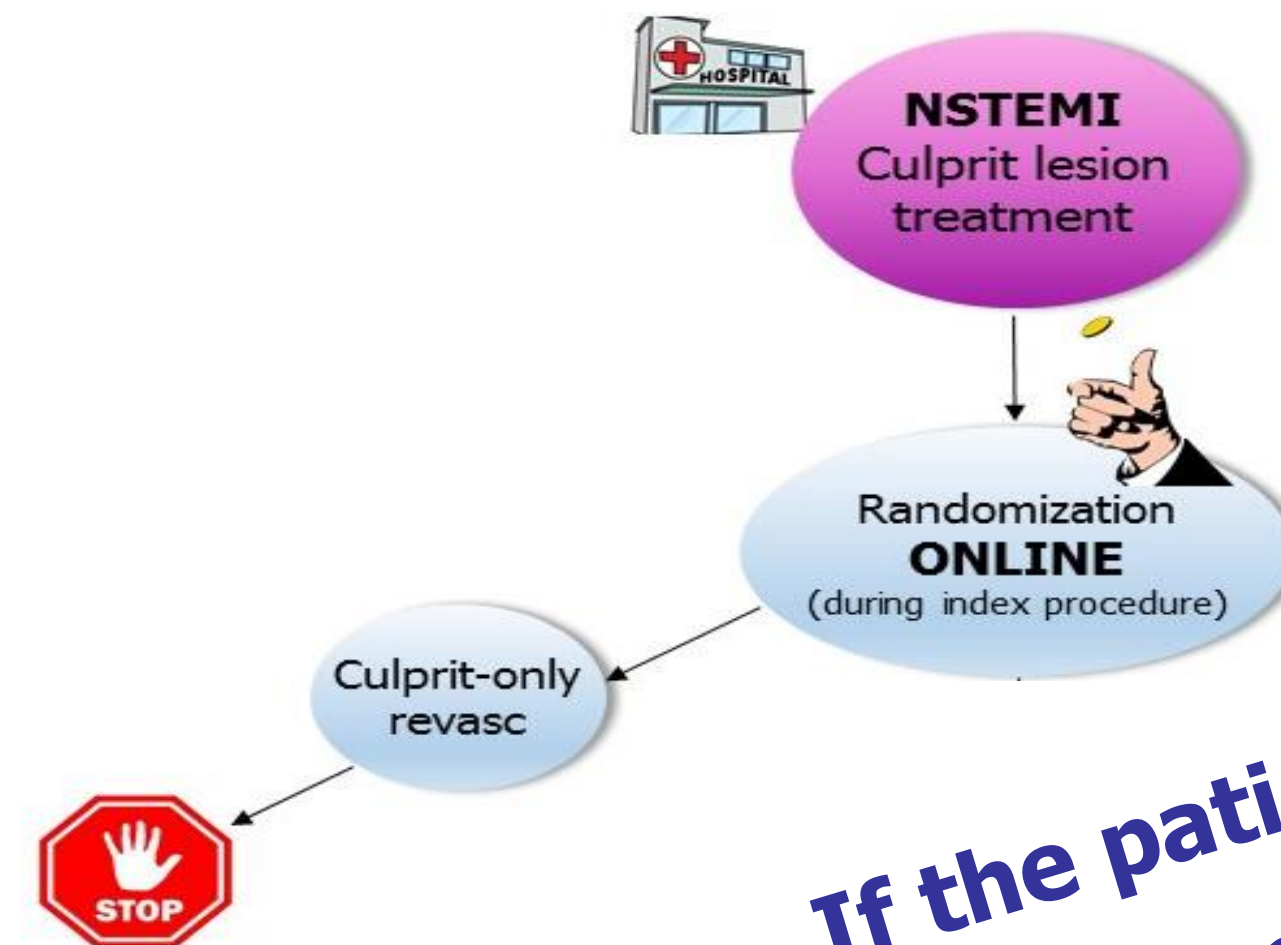 HOSPITAL
NSTEMI
Culprit lesion
treatment
Randomization
ONLINE
(during index procedure)
Culprit-only
revasc
STOP
If the pati